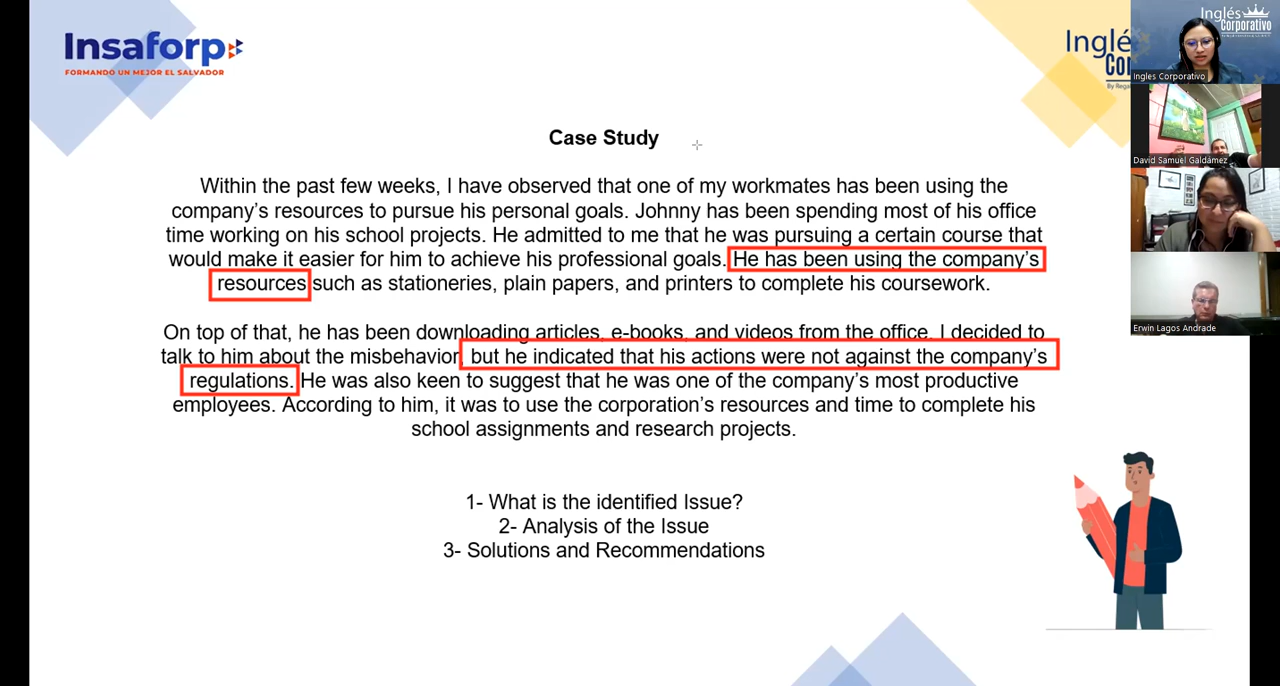 Insaforp
FORMANDO UN MEJOR EL SALVADOR
Inglés
Corporativo
Ingles Corporativo
David Samuel Galdámez
Erwin Lagos Andrade
Case Study
Within the past few weeks, I have observed that one of my workmates has been using the
company’s resources to pursue his personal goals. Johnny has been spending most of his office
time working on his school projects. He admitted to me that he was pursuing a certain course that
would make it easier for him to achieve his professional goals. He has been using the company’s
resources such as stationeries, plain papers, and printers to complete his coursework.
On top of that, he has been downloading articles, e-books, and videos from the office. I decided to
talk to him about the misbehavior, but he indicated that his actions were not against the company’s
regulations. He was also keen to suggest that he was one of the company’s most productive
employees. According to him, it was to use the corporation’s resources and time to complete his
school assignments and research projects.
1- What is the identified Issue?
2- Analysis of the Issue
3- Solutions and Recommendations